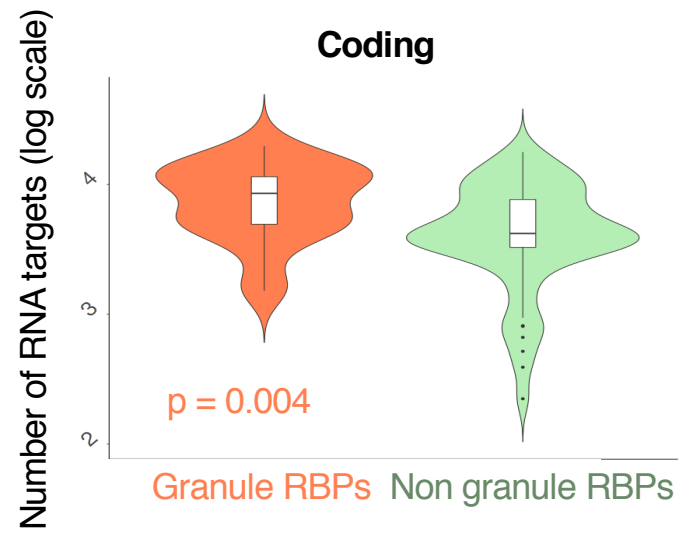 Coding
Number of RNA targets (log scale)
4
3
2
p = 0.004
Granule RBPs
Non granule RBPs